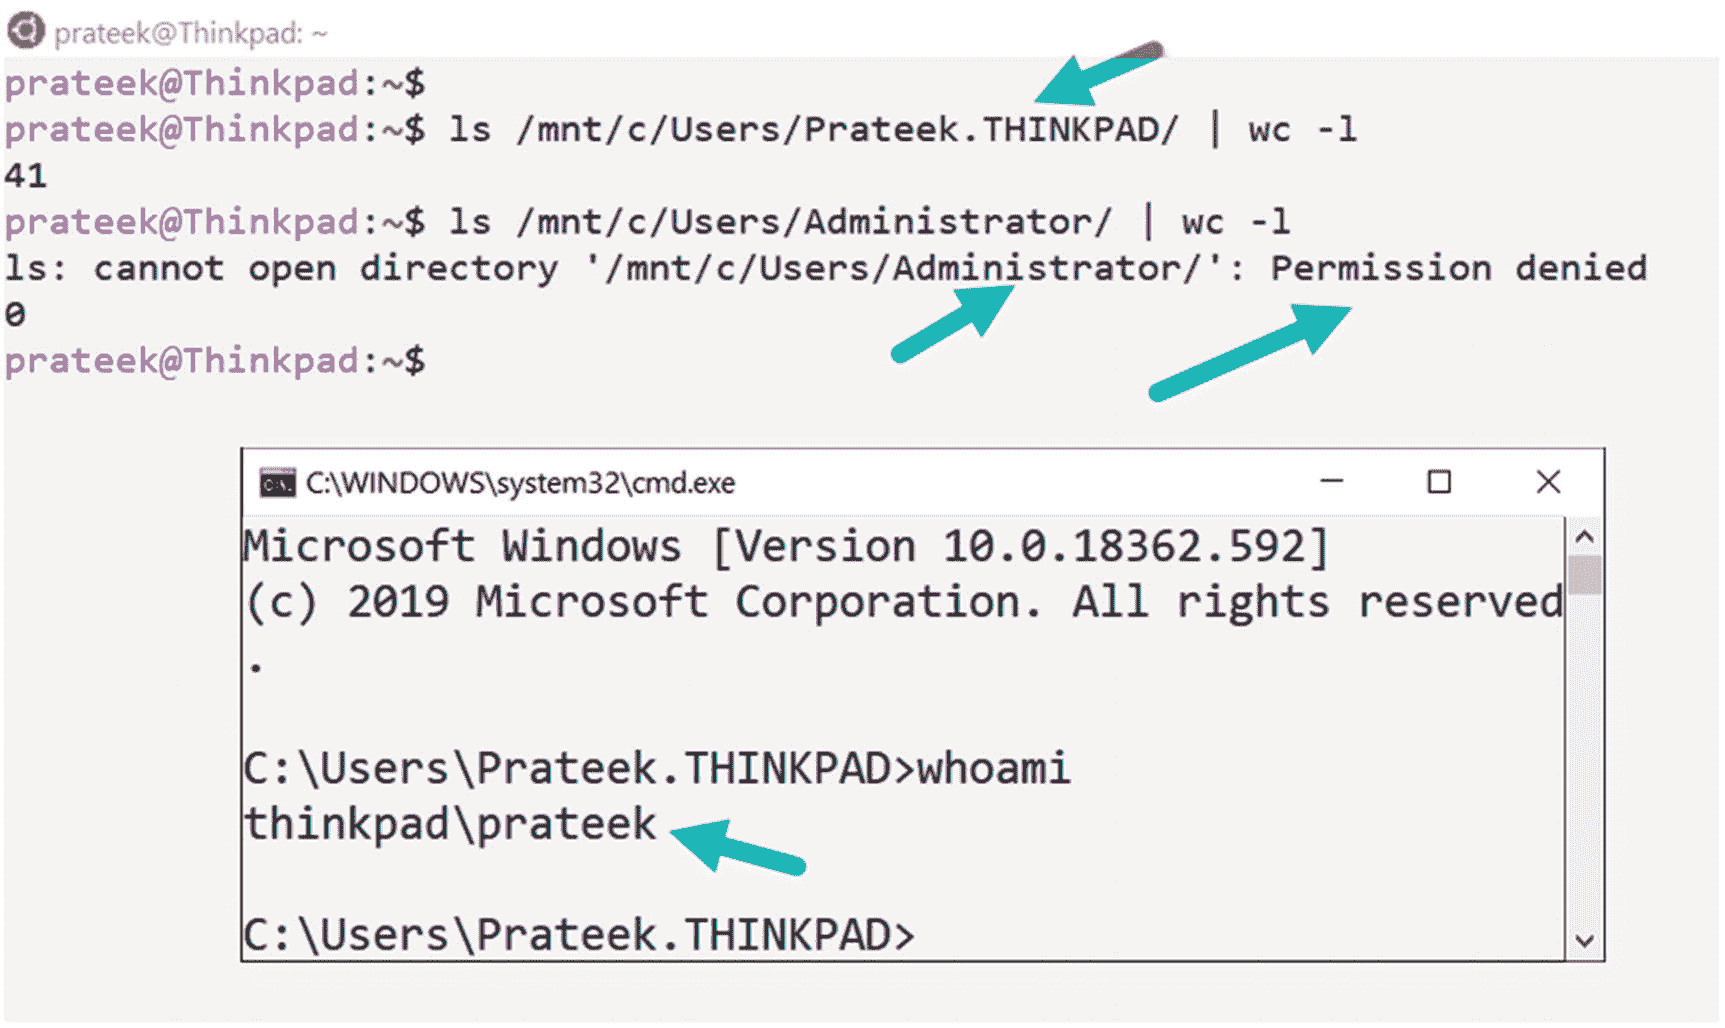 prateek@Thinkpad: ~
prateek@Thinkpad:~$
prateek@Thinkpad:~$ ls /mnt/c/Users/Prateek.THINKPAD/ | wc -l
41
prateek@Thinkpad:~$ ls /mnt/c/Users/Administrator/ | wc -l
ls: cannot open directory '/mnt/c/Users/Administrator/': Permission denied
0
prateek@Thinkpad:~$
C:\WINDOWS\system32\cmd.exe
Microsoft Windows [Version 10.0.18362.592]
(c) 2019 Microsoft Corporation. All rights reserved
.
C:\Users\Prateek.THINKPAD>whoami
thinkpad\prateek
C:\Users\Prateek.THINKPAD>